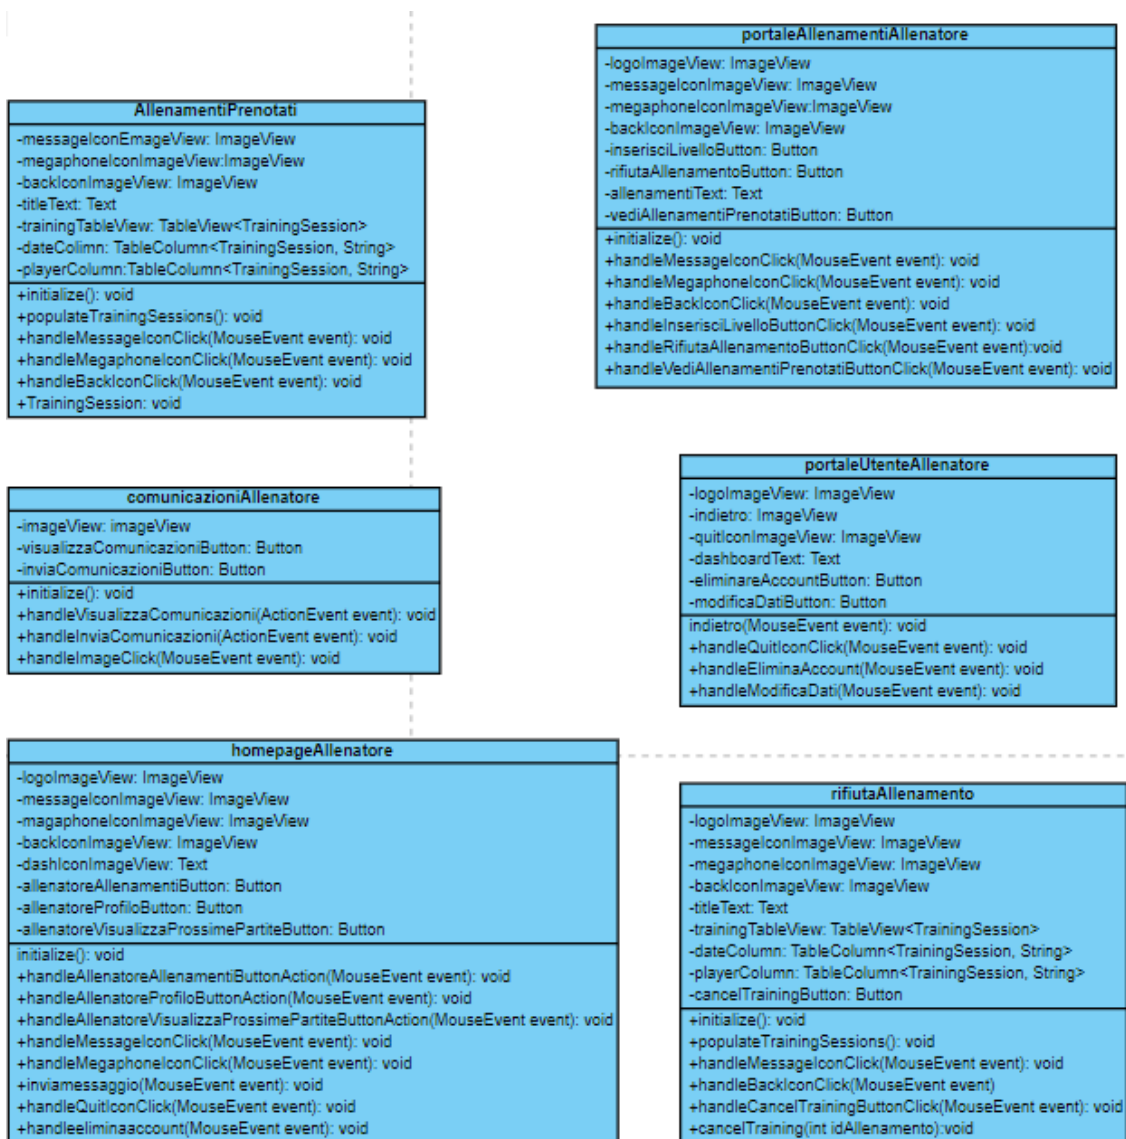 AllenamentiPrenotati
-messageIconEmageView: ImageView
-megaphoneIconImageView:ImageView
-backIconImageView: ImageView
-titleText: Text
-trainingTableView: TableView<TrainingSession>
-dateColimn: TableColumn<TrainingSession, String>
-playerColumn:TableColumn<TrainingSession, String>
+initialize(): void
+populateTrainingSessions(): void
+handleMessageIconClick(MouseEvent event): void
+handleMegaphoneIconClick(MouseEvent event): void
+handleBackIconClick(MouseEvent event): void
+TrainingSession: void
portaleAllenamentiAllenatore
-logoImageView: ImageView
-messageIconImageView: ImageView
-megaphoneIconImageView:ImageView
-backIconImageView: ImageView
-inserisciLivelloButton: Button
-rifiutaAllenamentoButton: Button
-allenamentiText: Text
-vediAllenamentiPrenotatiButton: Button
+initialize(): void
+handleMessageIconClick(MouseEvent event): void
+handleMegaphoneIconClick(MouseEvent event): void
+handleBackIconClick(MouseEvent event): void
+handleInserisciLivelloButtonClick(MouseEvent event): void
+handleRifiutaAllenamentoButtonClick(MouseEvent event):void
+handleVediAllenamentiPrenotatiButtonClick(MouseEvent event): void
comunicazioniAllenatore
-imageView: imageView
-visualizzaComunicazioniButton: Button
-inviaComunicazioniButton: Button
+initialize(): void
+handleVisualizzaComunicazioni(ActionEvent event): void
+handleInviaComunicazioni(ActionEvent event): void
+handleImageClick(MouseEvent event): void
portaleUtenteAllenatore
-logoImageView: ImageView
-indietro: ImageView
-quitIconImageView: ImageView
-dashboardText: Text
-eliminareAccountButton: Button
-modificaDatiButton: Button
indietro(MouseEvent event): void
+handleQuitIconClick(MouseEvent event): void
+handleEliminaAccount(MouseEvent event): void
+handleModificaDati(MouseEvent event): void
homepageAllenatore
-logoImageView: ImageView
-messageIconImageView: ImageView
-magaphoneIconImageView: ImageView
-backIconImageView: ImageView
-dashIconImageView: Text
-allenatoreAllenamentiButton: Button
-allenatoreProfiloButton: Button
-allenatoreVisualizzaProssimePartiteButton: Button
initialize(): void
+handleAllenatoreAllenamentiButtonAction(MouseEvent event): void
+handleAllenatoreProfiloButtonAction(MouseEvent event): void
+handleAllenatoreVisualizzaProssimePartiteButtonAction(MouseEvent event): void
+handleMessageIconClick(MouseEvent event): void
+handleMegaphoneIconClick(MouseEvent event): void
+inviamessaggio(MouseEvent event): void
+handleQuitIconClick(MouseEvent event): void
+handleeliminaaccount(MouseEvent event): void
rifiutaAllenamento
-logoImageView: ImageView
-messageIconImageView: ImageView
-megaphoneIconImageView: ImageView
-backIconImageView: ImageView
-titleText: Text
-trainingTableView: TableView<TrainingSession>
-dateColumn: TableColumn<TrainingSession, String>
-playerColumn: TableColumn<TrainingSession, String>
-cancelTrainingButton: Button
+initialize(): void
+populateTrainingSessions(): void
+handleMessageIconClick(MouseEvent event): void
+handleBackIconClick(MouseEvent event)
+handleCancelTrainingButtonClick(MouseEvent event): void
+cancelTraining(int idAllenamento):void